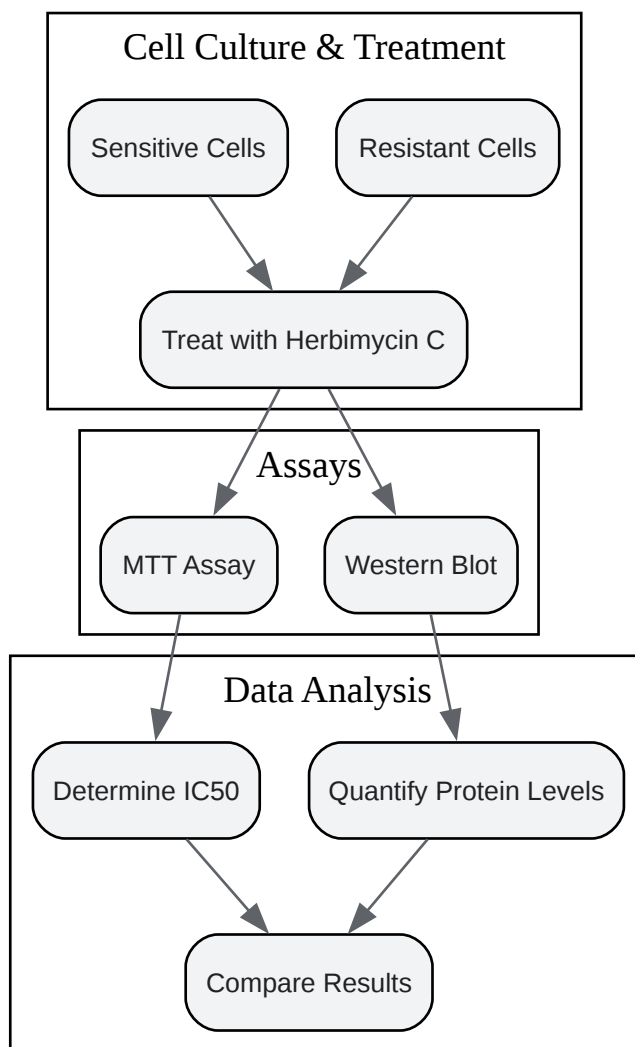 Cell Culture & Treatment
Sensitive Cells
Resistant Cells
Treat with Herbimycin C
Assays
MTT Assay
Western Blot
Data Analysis
Determine IC50
Quantify Protein Levels
Compare Results